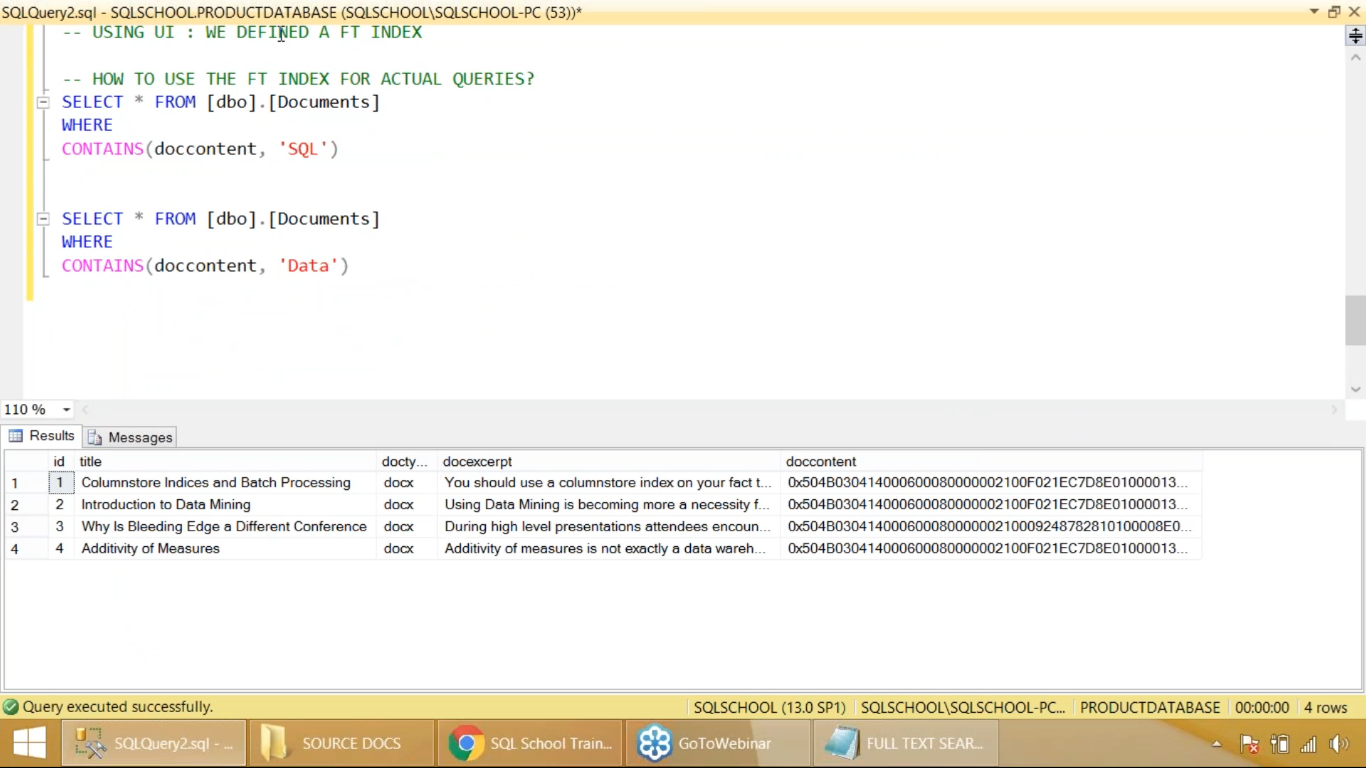 SQLQuery2.sql - SQLSCHOOL.PRODUCTDATABASE (SQLSCHOOL\SQLSCHOOL-PC (53))*
-- USING UI : WE DEFINED A FT INDEX
-- HOW TO USE THE FT INDEX FOR ACTUAL QUERIES?
SELECT * FROM [dbo].[Documents]
WHERE
CONTAINS(doccontent, 'SQL')
SELECT * FROM [dbo].[Documents]
WHERE
CONTAINS(doccontent, 'Data')
110 %
Results Messages
id title docty... docexcerpt doccontent
1 1 Columnstore Indices and Batch Processing docx You should use a columnstore index on your fact t... 0x504B030414000600080000002100F021EC7D8E01000013...
2 2 Introduction to Data Mining docx Using Data Mining is becoming more a necessity f... 0x504B030414000600080000002100F021EC7D8E01000013...
3 3 Why Is Bleeding Edge a Different Conference docx During high level presentations attendees encoun... 0x504B030414000600080000002100092487828101000​08E0...
4 4 Additivity of Measures docx Additivity of measures is not exactly a data wareh... 0x504B030414000600080000002100F021EC7D8E01000013...
Query executed successfully. SQLSCHOOL (13.0 SP1) SQLSCHOOL\SQLSCHOOL-PC... PRODUCTDATABASE 00:00:00 4 rows
SQLQuery2.sql - ... SOURCE DOCS SQL School Train... GoToWebinar FULL TEXT SEAR...